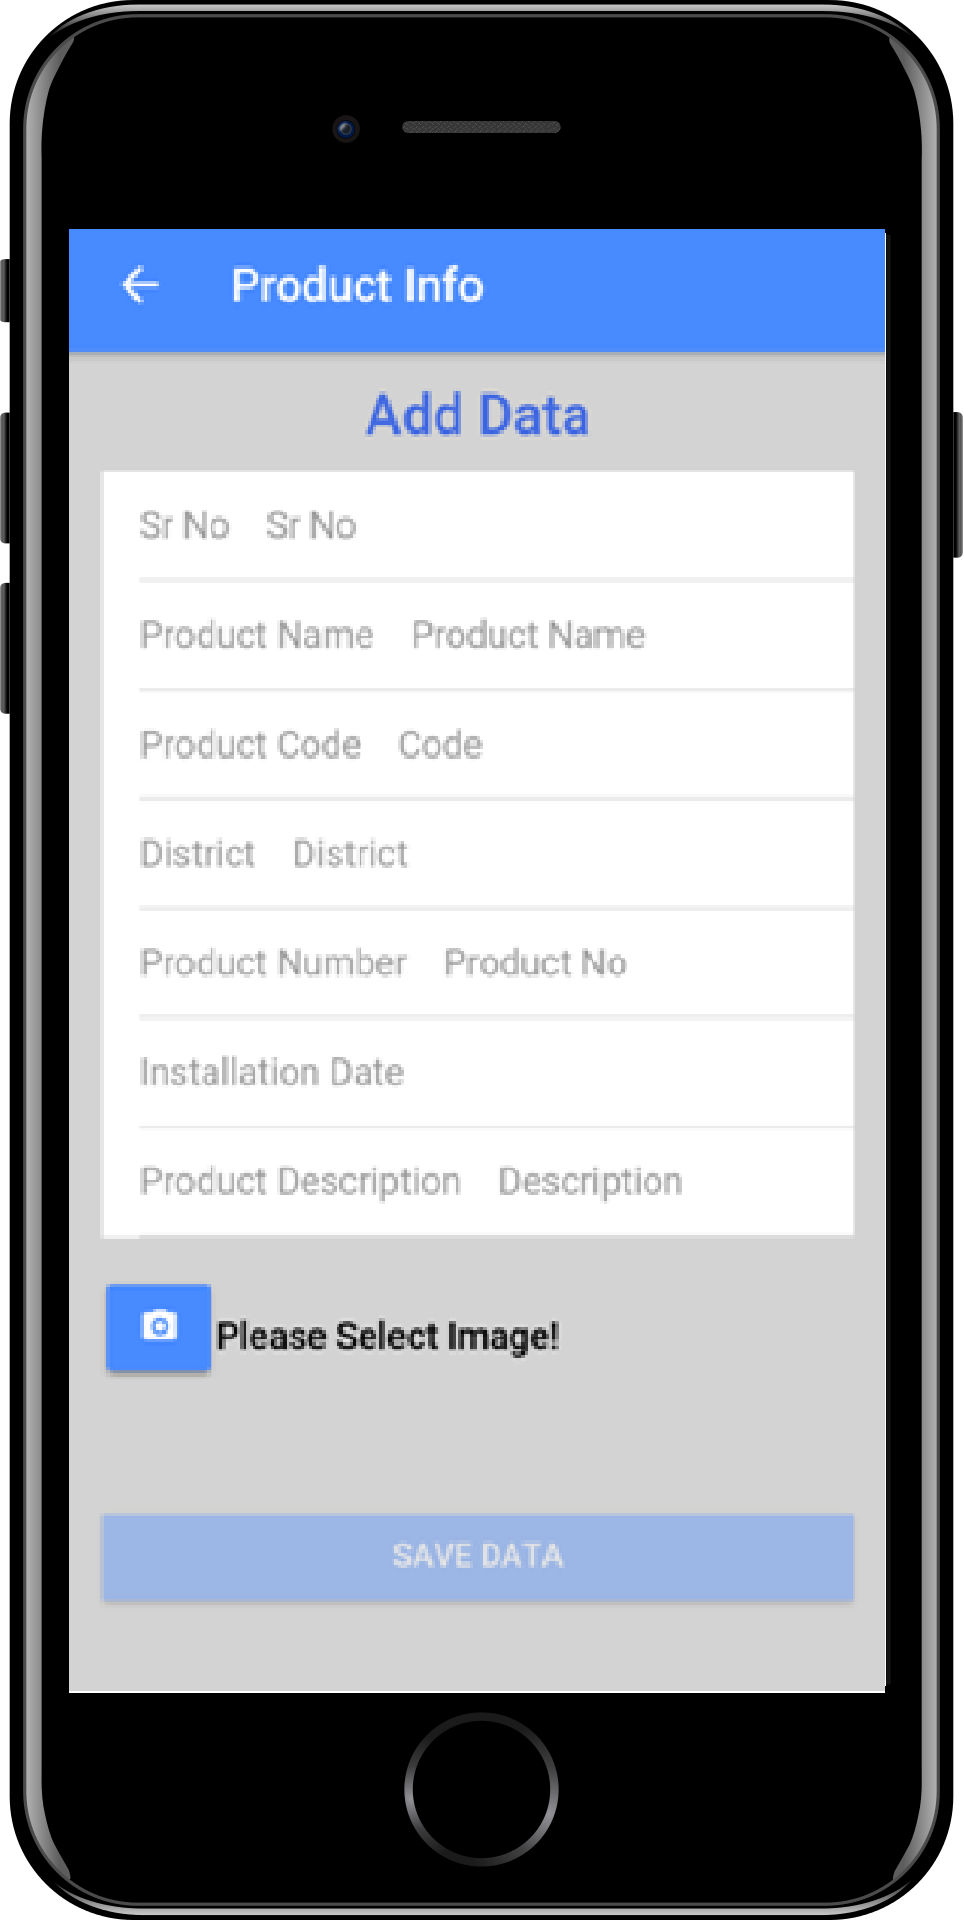 Product Info
Add Data
Sr No Sr No
Product Name Product Name
Product Code Code
District District
Product Number Product No
Installation Date
Product Description Description
Please Select Image!
SAVE DATA